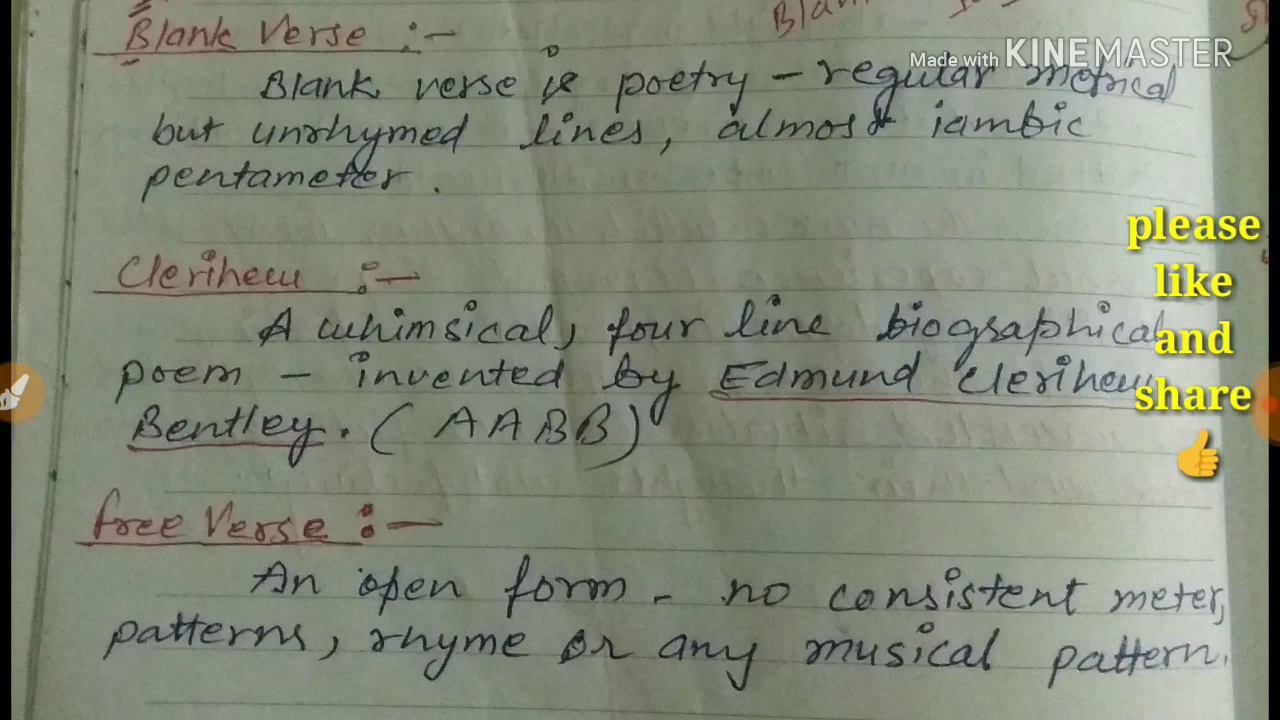 Blank Verse :-
Made with KINEMASTER
Blank verse is poetry - regular metrical
but unrhymed lines, almost iambic
pentameter.
please
like
and
share
Clerihew :-
A whimsical, four line biographical
poem - invented by Edmund Clerihew
Bentley. (AABB)
free Verse :-
An open form - no consistent meter,
patterns, rhyme or any musical pattern.